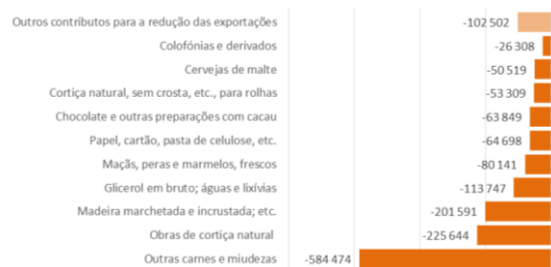 Outros contributos para a redução das exportações -102 502
Colofónias e derivados -26 308
Cervejas de malte -50 519
Cortiça natural, sem crosta, etc., para rolhas -53 309
Chocolate e outras preparações com cacau -63 849
Papel, cartão, pasta de celulose, etc. -64 698
Maçãs, peras e marmelos, frescos -80 141
Glicerol em bruto; águas e lixívias -113 747
Madeira marchetada e incrustada; etc. -201 591
Obras de cortiça natural -225 644
Outras carnes e miudezas -584 474